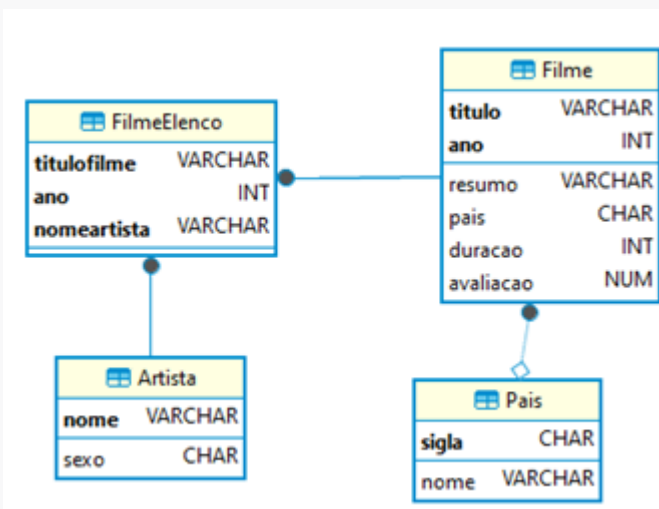 FilmeElenco
titulofilme VARCHAR
ano INT
nomeartista VARCHAR
Filme
titulo VARCHAR
ano INT
resumo VARCHAR
pais CHAR
duracao INT
avaliacao NUM
Artista
nome VARCHAR
sexo CHAR
Pais
sigla CHAR
nome VARCHAR